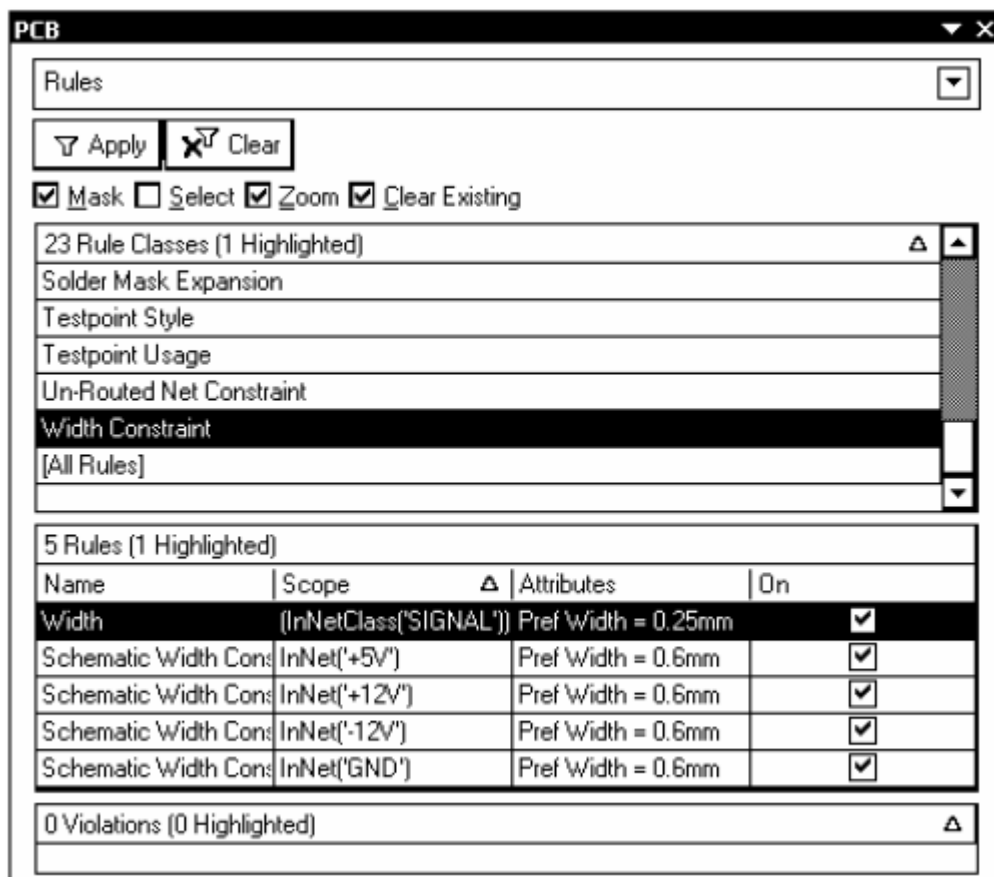 PCB
Rules
Apply Clear
Mask Select Zoom Clear Existing
23 Rule Classes (1 Highlighted)
Solder Mask Expansion
Testpoint Style
Testpoint Usage
Un-Routed Net Constraint
Width Constraint
[All Rules]
5 Rules (1 Highlighted)
Name Scope Attributes On
Width (InNetClass('SIGNAL')) Pref Width = 0.25mm
Schematic Width Cons InNet('+5V') Pref Width = 0.6mm
Schematic Width Cons InNet('+12V') Pref Width = 0.6mm
Schematic Width Cons InNet('-12V') Pref Width = 0.6mm
Schematic Width Cons InNet('GND') Pref Width = 0.6mm
0 Violations (0 Highlighted)